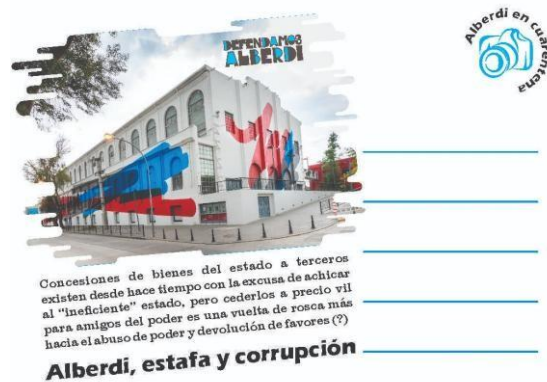 DEFENDAMOS
ALBERDI
Alberdi en cuarentena
Concesiones de bienes del estado a terceros
existen desde hace tiempo con la excusa de achicar
al "ineficiente" estado, pero cederlos a precio vil
para amigos del poder es una vuelta de rosca más
hacia el abuso de poder y devolución de favores (?)
Alberdi, estafa y corrupción